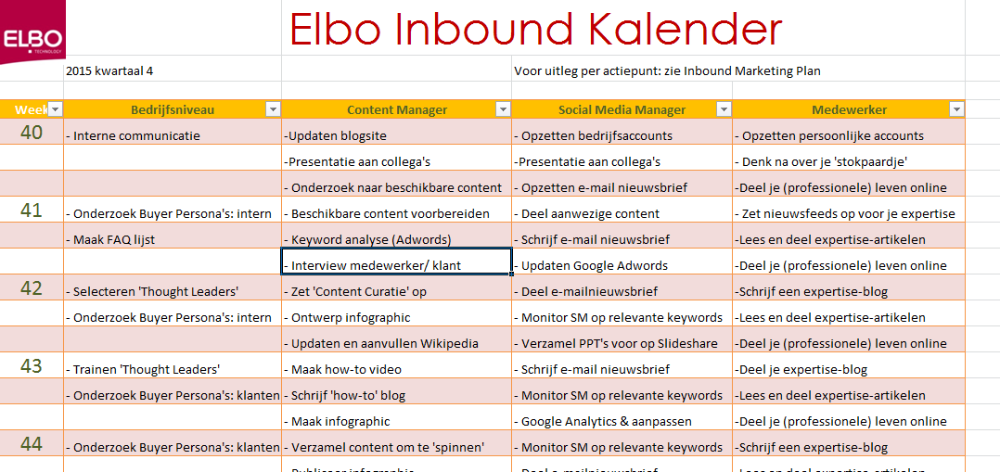 ELBO
TECHNOLOGY
Elbo Inbound Kalender
2015 kwartaal 4 Voor uitleg per actiepunt: zie Inbound Marketing Plan
Week Bedrijfsniveau Content Manager Social Media Manager Medewerker
40 - Interne communicatie -Updaten blogsite - Opzetten bedrijfsaccounts - Opzetten persoonlijke accounts
-Presentatie aan collega's -Presentatie aan collega's - Denk na over je 'stokpaardje'
- Onderzoek naar beschikbare content - Opzetten e-mail nieuwsbrief -Deel je (professionele) leven online
41 - Onderzoek Buyer Persona's: intern - Beschikbare content voorbereiden - Deel aanwezige content - Zet nieuwsfeeds op voor je expertise
- Maak FAQ lijst - Keyword analyse (Adwords) - Schrijf e-mail nieuwsbrief -Lees en deel expertise-artikelen
- Interview medewerker/ klant - Updaten Google Adwords -Deel je (professionele) leven online
42 - Selecteren 'Thought Leaders' - Zet 'Content Curatie' op - Deel e-mailnieuwsbrief -Schrijf een expertise-blog
- Onderzoek Buyer Persona's: intern - Ontwerp infographic - Monitor SM op relevante keywords -Lees en deel expertise-artikelen
- Updaten en aanvullen Wikipedia - Verzamel PPT's voor op Slideshare -Deel je (professionele) leven online
43 - Trainen 'Thought Leaders' - Maak how-to video - Schrijf e-mail nieuwsbrief -Deel je expertise-blog
- Onderzoek Buyer Persona's: klanten - Schrijf 'how-to' blog - Monitor SM op relevante keywords -Lees en deel expertise-artikelen
- Maak infographic - Google Analytics & aanpassen -Deel je (professionele) leven online
44 - Onderzoek Buyer Persona's: klanten - Verzamel content om te 'spinnen' - Monitor SM op relevante keywords -Schrijf een expertise-blog